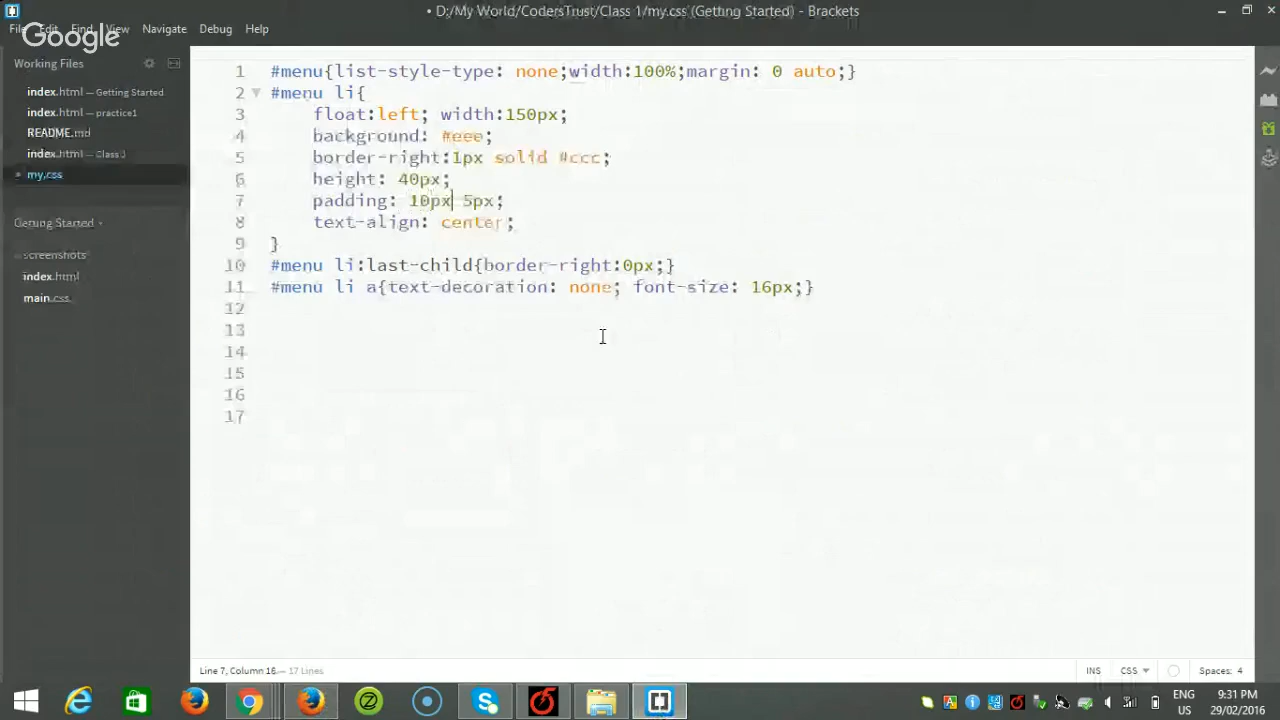 • D:/My World/CodersTrust/Class 1/my.css (Getting Started) - Brackets
File Edit Find View Navigate Debug Help
Google
Working Files
index.html — Getting Started
index.html — practice1
README.md
index.html — Class 1
• my.css
Getting Started
screenshots
index.html
main.css
1 #menu{list-style-type: none;width:100%;margin: 0 auto;}
2 #menu li{
3 float:left; width:150px;
4 background: #eee;
5 border-right:1px solid #ccc;
6 height: 40px;
7 padding: 10px 5px;
8 text-align: center;
9 }
10 #menu li:last-child{border-right:0px;}
11 #menu li a{text-decoration: none; font-size: 16px;}
12
13
14
15
16
17
Line 7, Column 16 — 17 Lines
INS CSS Spaces: 4
ENG
US
9:31 PM
29/02/2016